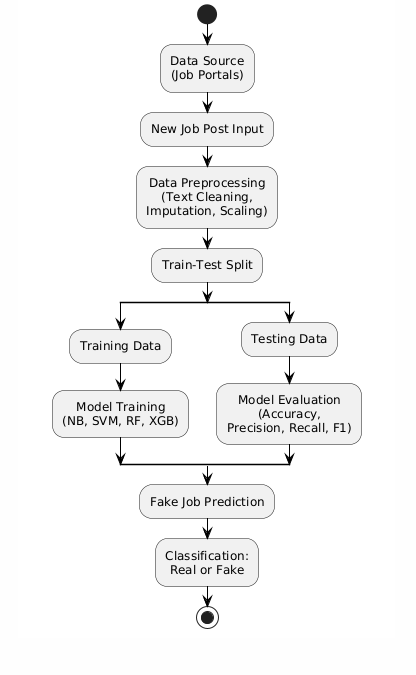 Data Source
(Job Portals)
New Job Post Input
Data Preprocessing
(Text Cleaning,
Imputation, Scaling)
Train-Test Split
Training Data
Testing Data
Model Training
(NB, SVM, RF, XGB)
Model Evaluation
(Accuracy,
Precision, Recall, F1)
Fake Job Prediction
Classification:
Real or Fake